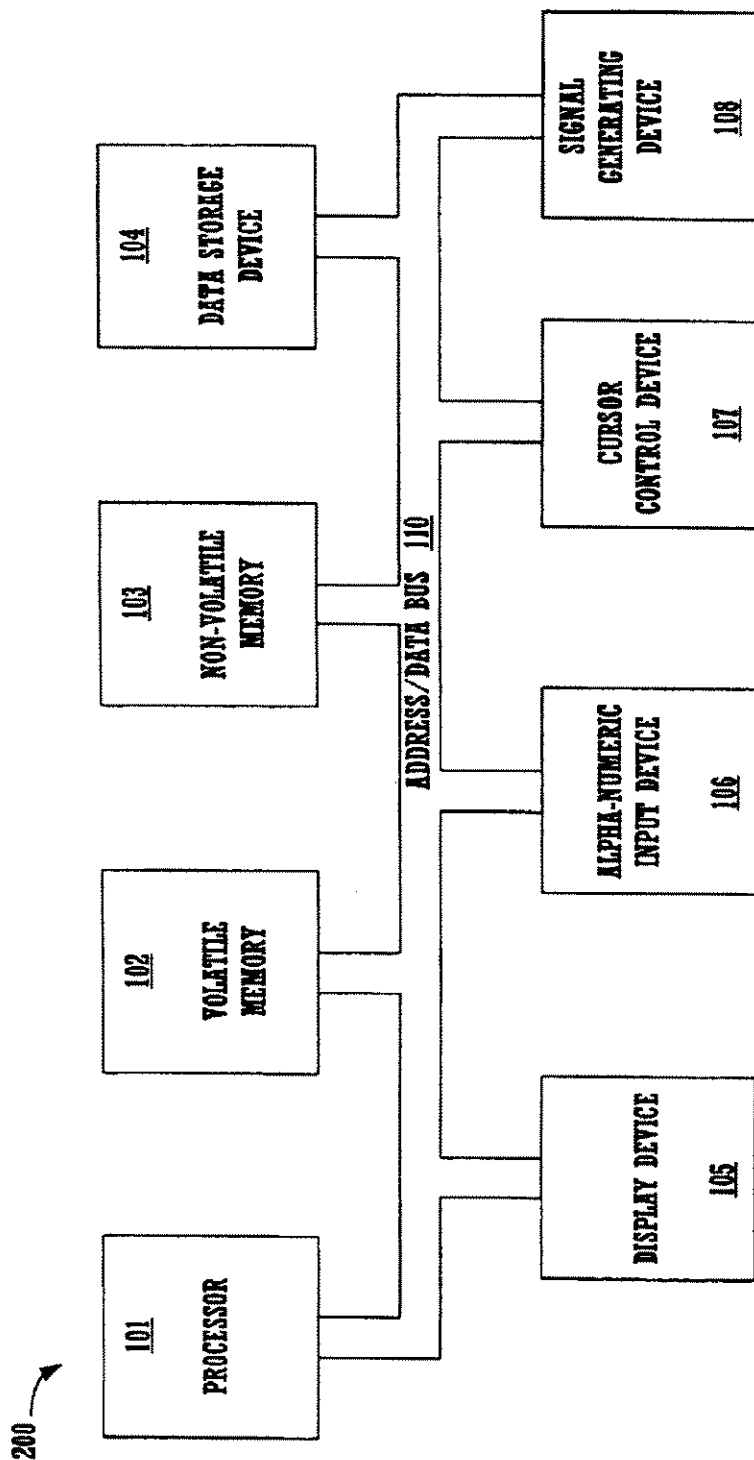 200
101
PROCESSOR
102
VOLATILE
MEMORY
103
NON-VOLATILE
MEMORY
104
DATA STORAGE
DEVICE
ADDRESS/DATA BUS 110
DISPLAY DEVICE
105
ALPHA-NUMERIC
INPUT DEVICE
106
CURSOR
CONTROL DEVICE
107
SIGNAL
GENERATING
DEVICE
108